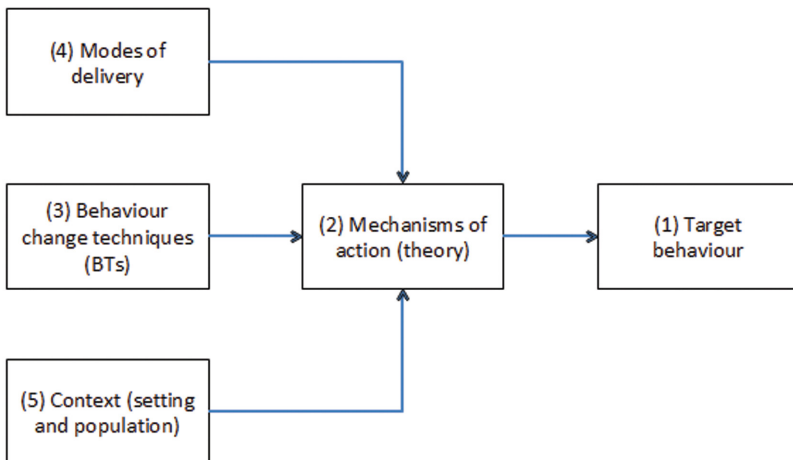 (4) Modes of
delivery
(3) Behaviour
change techniques
(BTs)
(2) Mechanisms of
action (theory)
(1) Target
behaviour
(5) Context (setting
and population)